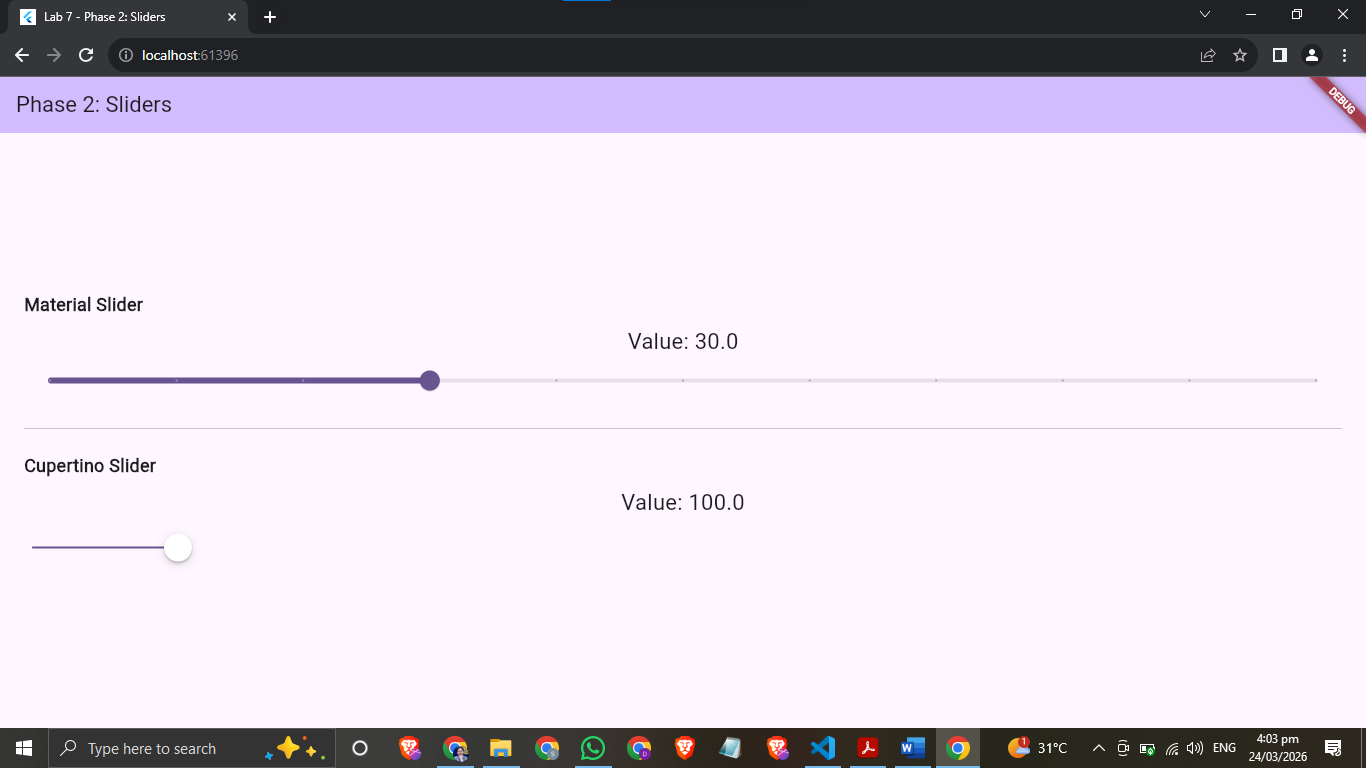 Lab 7 - Phase 2: Sliders
localhost:61396
Phase 2: Sliders
DEBUG
Material Slider
Value: 30.0
Cupertino Slider
Value: 100.0
Type here to search
1
31°C
ENG
4:03 pm
24/03/2026